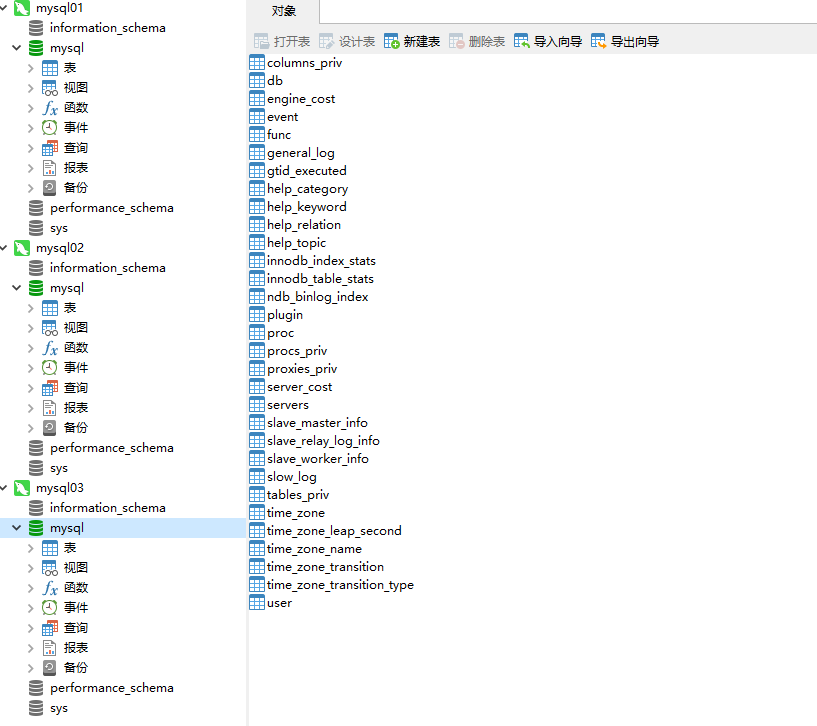 mysql01
information_schema
mysql
表
视图
函数
事件
查询
报表
备份
performance_schema
sys
mysql02
information_schema
mysql
表
视图
函数
事件
查询
报表
备份
performance_schema
sys
mysql03
information_schema
mysql
表
视图
函数
事件
查询
报表
备份
performance_schema
sys
对象
打开表 设计表 新建表 删除表 导入向导 导出向导
columns_priv
db
engine_cost
event
func
general_log
gtid_executed
help_category
help_keyword
help_relation
help_topic
innodb_index_stats
innodb_table_stats
ndb_binlog_index
plugin
proc
procs_priv
proxies_priv
server_cost
servers
slave_master_info
slave_relay_log_info
slave_worker_info
slow_log
tables_priv
time_zone
time_zone_leap_second
time_zone_name
time_zone_transition
time_zone_transition_type
user